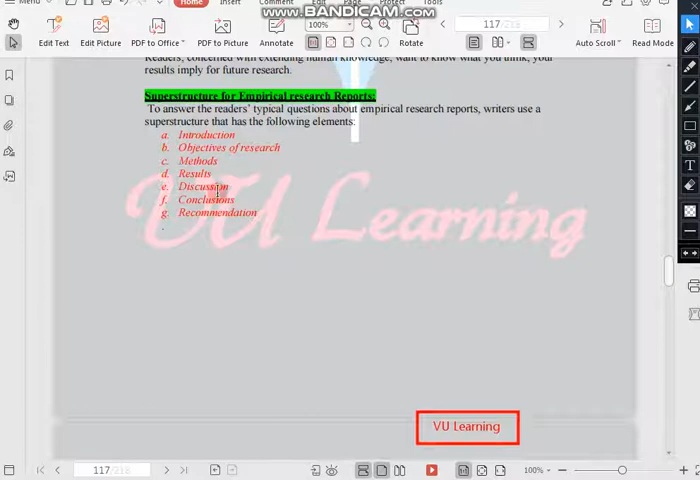 Menu
Home
Insert
Comment
www.BANDICAM.com
100%
117/218
Edit Text
Edit Picture
PDF to Office
PDF to Picture
Annotate
Rotate
Auto Scroll
Read Mode
Readers, concerned with extending human knowledge, want to know what you think, your
results imply for future research.
Superstructure for Empirical research Reports:
To answer the readers' typical questions about empirical research reports, writers use a
superstructure that has the following elements:
a. Introduction
b. Objectives of research
c. Methods
d. Results
e. Discussion
f. Conclusions
g. Recommendation
.
VU Learning
VU Learning
117/218
100%